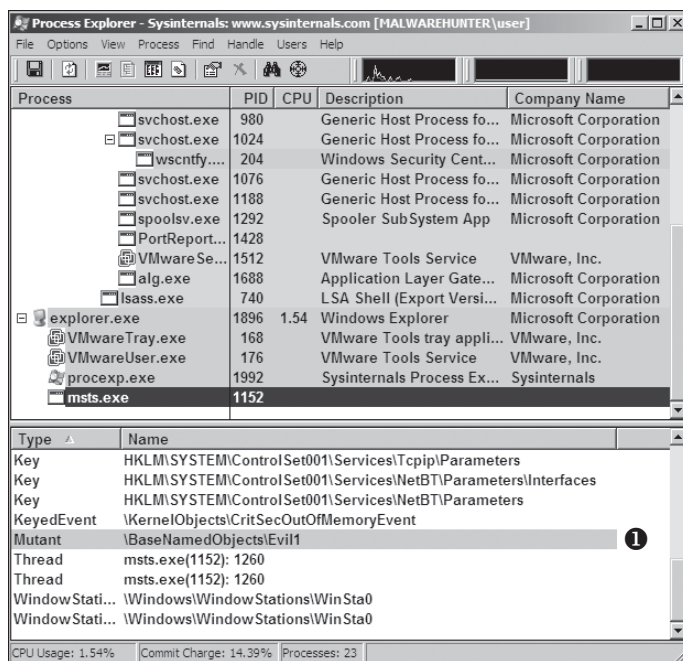 Process Explorer - Sysinternals: www.sysinternals.com [MALWAREHUNTER\user]
File Options View Process Find Handle Users Help
Process PID CPU Description Company Name
svchost.exe 980 Generic Host Process fo... Microsoft Corporation
svchost.exe 1024 Generic Host Process fo... Microsoft Corporation
wscntfy.... 204 Windows Security Cent... Microsoft Corporation
svchost.exe 1076 Generic Host Process fo... Microsoft Corporation
svchost.exe 1188 Generic Host Process fo... Microsoft Corporation
spoolsv.exe 1292 Spooler SubSystem App Microsoft Corporation
PortReport... 1428
VMwareSe... 1512 VMware Tools Service VMware, Inc.
alg.exe 1688 Application Layer Gate... Microsoft Corporation
lsass.exe 740 LSA Shell (Export Versi... Microsoft Corporation
explorer.exe 1896 1.54 Windows Explorer Microsoft Corporation
VMwareTray.exe 168 VMware Tools tray appli... VMware, Inc.
VMwareUser.exe 176 VMware Tools Service VMware, Inc.
procexp.exe 1992 Sysinternals Process Ex... Sysinternals
msts.exe 1152
Type Name
Key HKLM\SYSTEM\ControlSet001\Services\Tcpip\Parameters
Key HKLM\SYSTEM\ControlSet001\Services\NetBT\Parameters\Interfaces
Key HKLM\SYSTEM\ControlSet001\Services\NetBT\Parameters
KeyedEvent \KernelObjects\CritSecOutOfMemoryEvent
Mutant \BaseNamedObjects\Evil1 ❶
Thread msts.exe(1152): 1260
Thread msts.exe(1152): 1260
WindowStati... \Windows\WindowStations\WinSta0
WindowStati... \Windows\WindowStations\WinSta0
CPU Usage: 1.54% Commit Charge: 14.39% Processes: 23